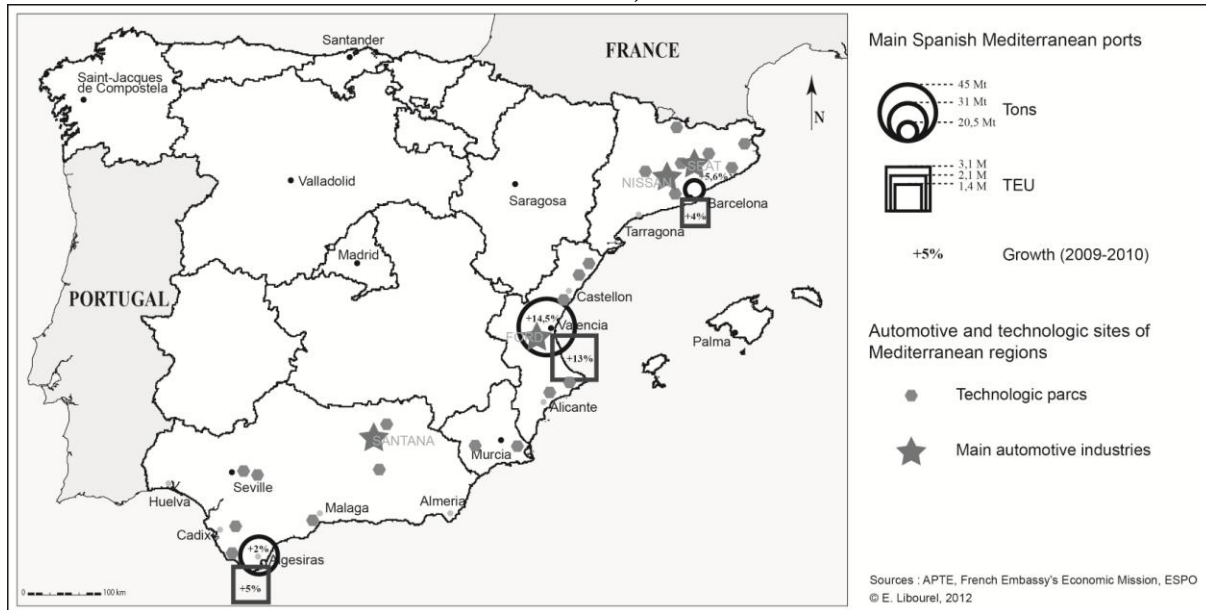 Santander
FRANCE
Saint-Jacques
de Compostela
N
SEAT
NISSAN
+5,6%
Valladolid
Saragosa
Barcelona
+4%
Tarragona
Madrid
PORTUGAL
Castellon
+14,5%
Valencia
FORD
Palma
+13%
Alicante
SANTANA
Murcia
Seville
Huelva
Malaga
Almeria
Cadix
+2%
Algesiras
+5%
0
100 km
Main Spanish Mediterranean ports
45 Mt
31 Mt
Tons
20,5 Mt
3,1 M
2,1 M
TEU
1,4 M
+5%
Growth (2009-2010)
Automotive and technologic sites of
Mediterranean regions
Technologic parcs
Main automotive industries
Sources : APTE, French Embassy's Economic Mission, ESPO
© E. Libourel, 2012